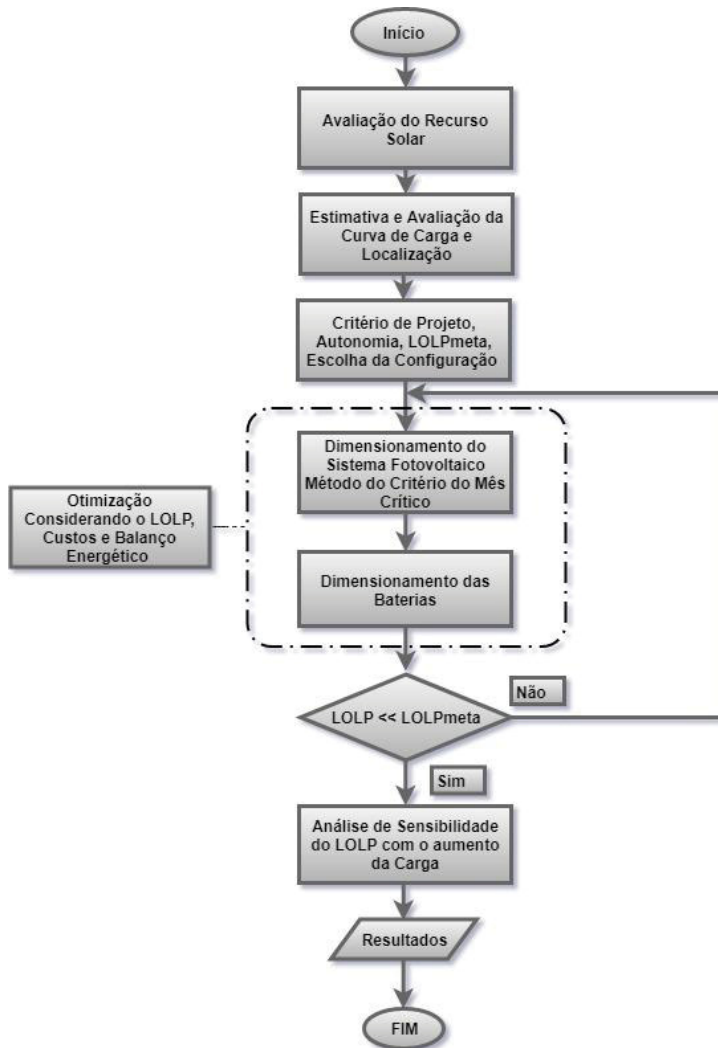 Início
Avaliação do Recurso
Solar
Estimativa e Avaliação da
Curva de Carga e
Localização
Critério de Projeto,
Autonomia, LOLPmeta,
Escolha da Configuração
Dimensionamento do
Sistema Fotovoltaico
Método do Critério do Mês
Crítico
Otimização
Considerando o LOLP,
Custos e Balanço
Energético
Dimensionamento das
Baterias
LOLP << LOLPmeta
Não
Sim
Análise de Sensibilidade
do LOLP com o aumento
da Carga
Resultados
FIM